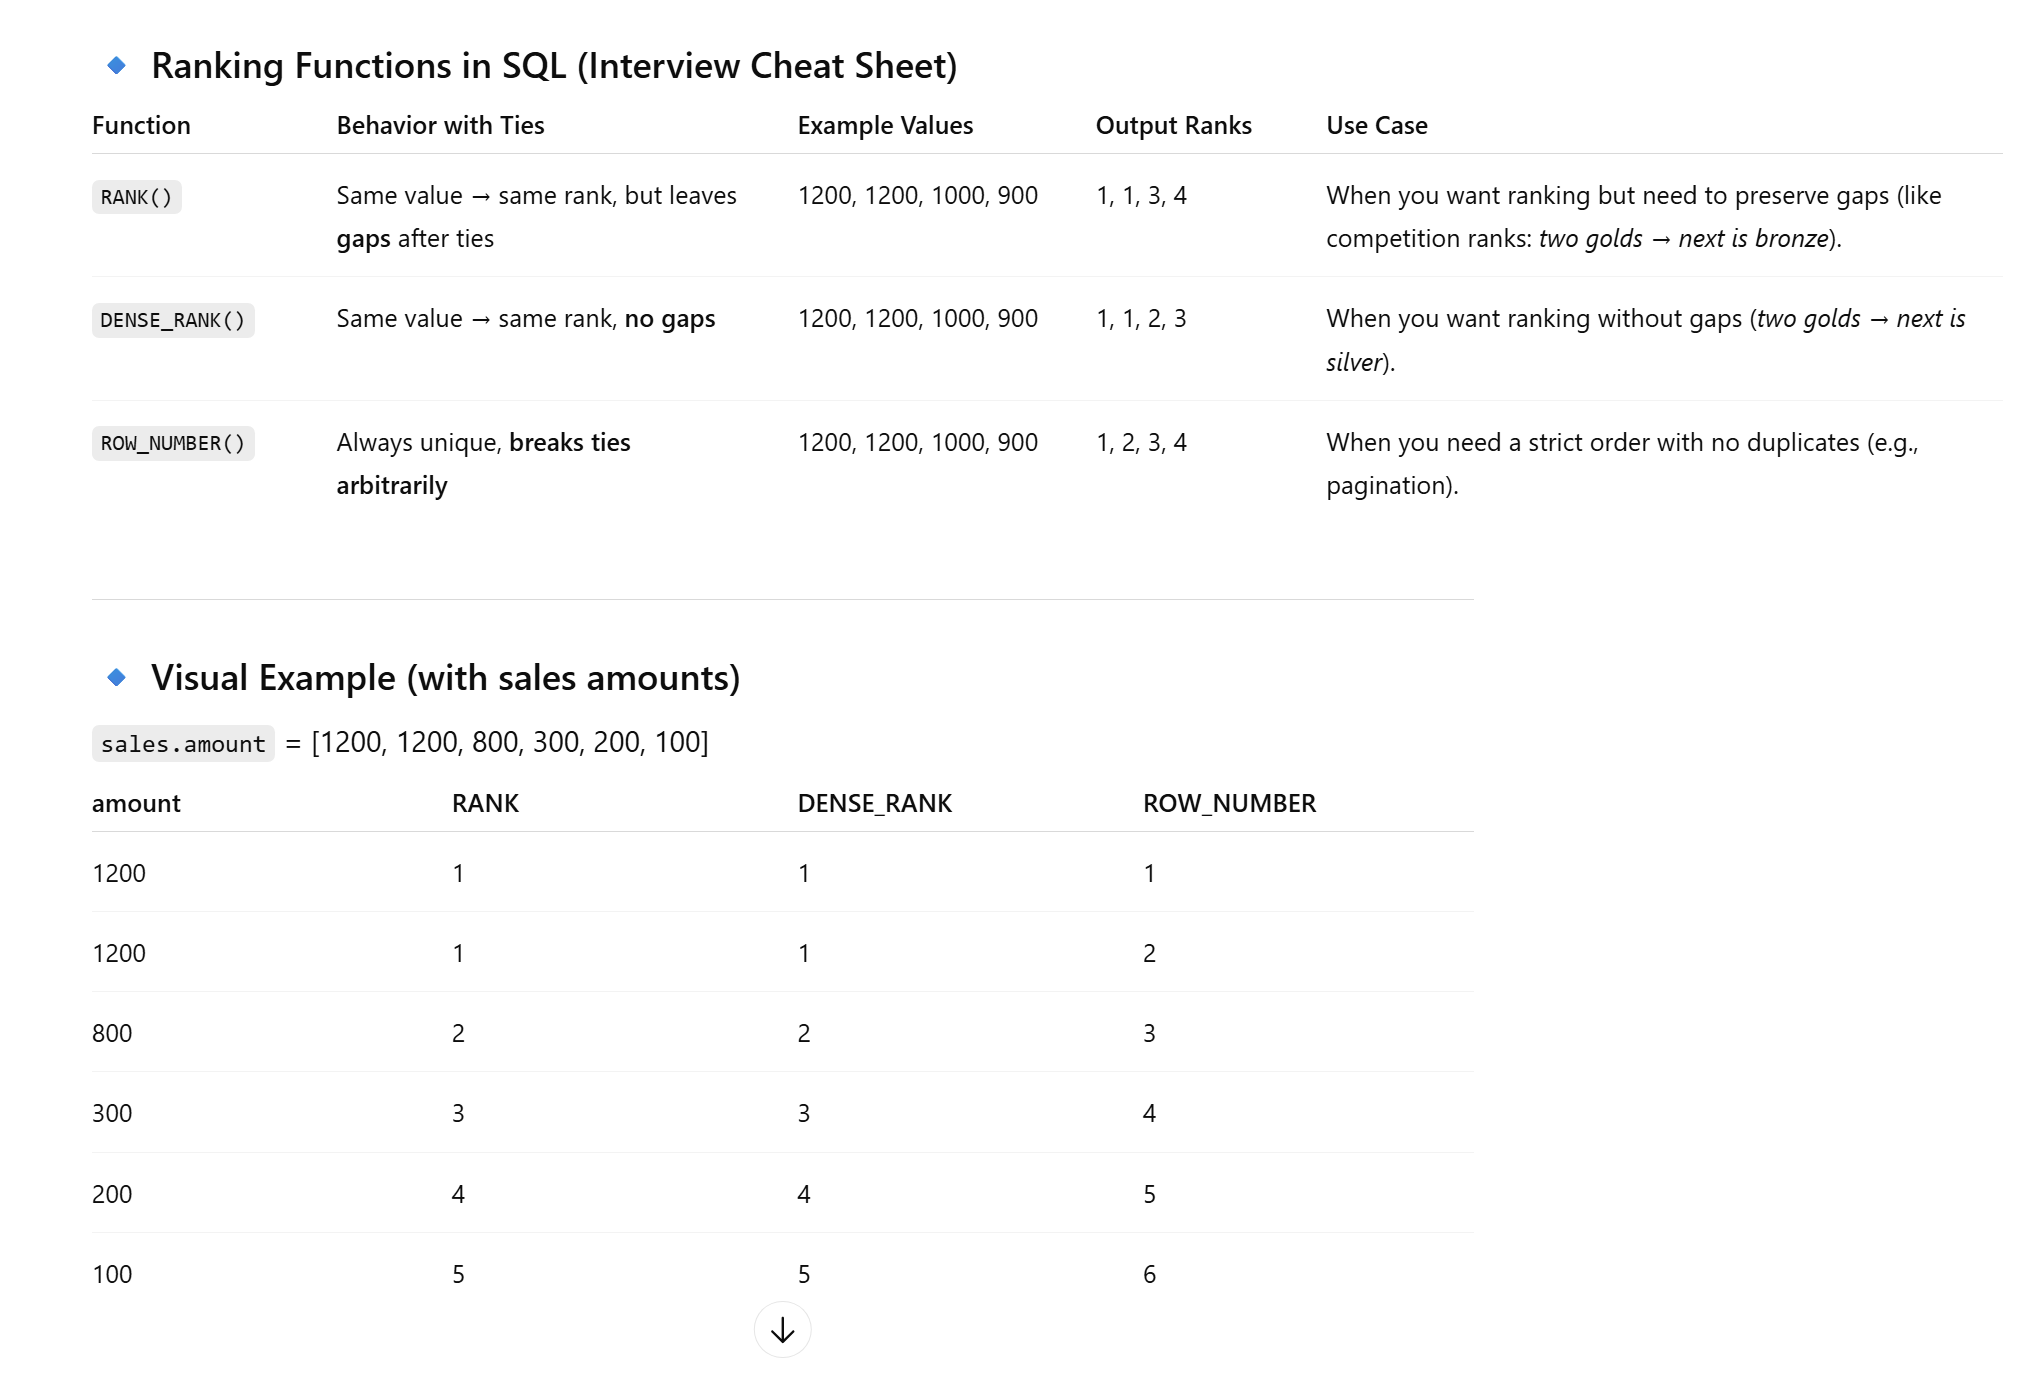 🔹 Ranking Functions in SQL (Interview Cheat Sheet)
Function Behavior with Ties Example Values Output Ranks Use Case
RANK() Same value → same rank, but leaves gaps after ties 1200, 1200, 1000, 900 1, 1, 3, 4 When you want ranking but need to preserve gaps (like competition ranks: two golds → next is bronze).
DENSE_RANK() Same value → same rank, no gaps 1200, 1200, 1000, 900 1, 1, 2, 3 When you want ranking without gaps (two golds → next is silver).
ROW_NUMBER() Always unique, breaks ties arbitrarily 1200, 1200, 1000, 900 1, 2, 3, 4 When you need a strict order with no duplicates (e.g., pagination).
🔹 Visual Example (with sales amounts)
sales.amount = [1200, 1200, 800, 300, 200, 100]
amount RANK DENSE_RANK ROW_NUMBER
1200 1 1 1
1200 1 1 2
800 2 2 3
300 3 3 4
200 4 4 5
100 5 5 6